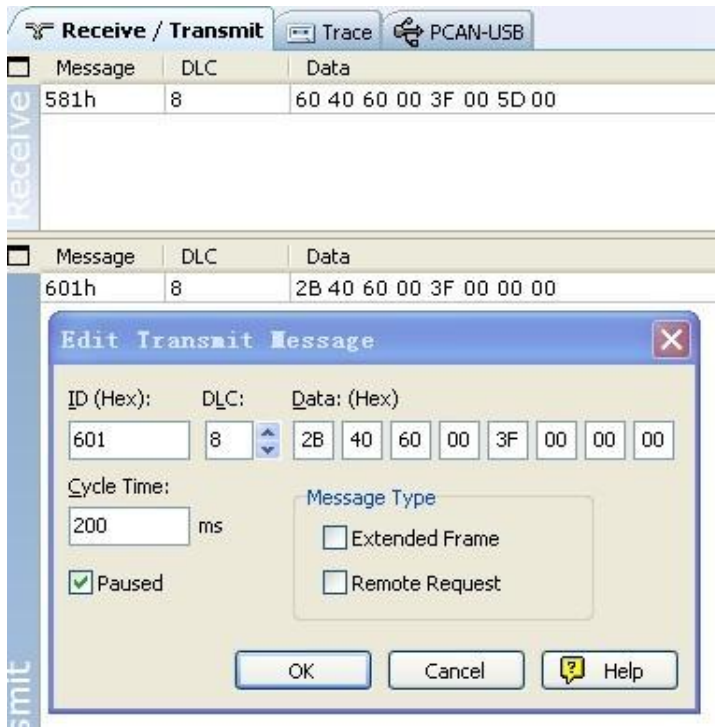 Receive / Transmit Trace PCAN-USB
Message DLC Data
581h 8 60 40 60 00 3F 00 5D 00
Receive
Message DLC Data
601h 8 2B 40 60 00 3F 00 00 00
Edit Transmit Message
ID (Hex): DLC: Data: (Hex)
601 8 2B 40 60 00 3F 00 00 00
Cycle Time:
200 ms
Message Type
Extended Frame
Paused
Remote Request
OK Cancel Help
smit